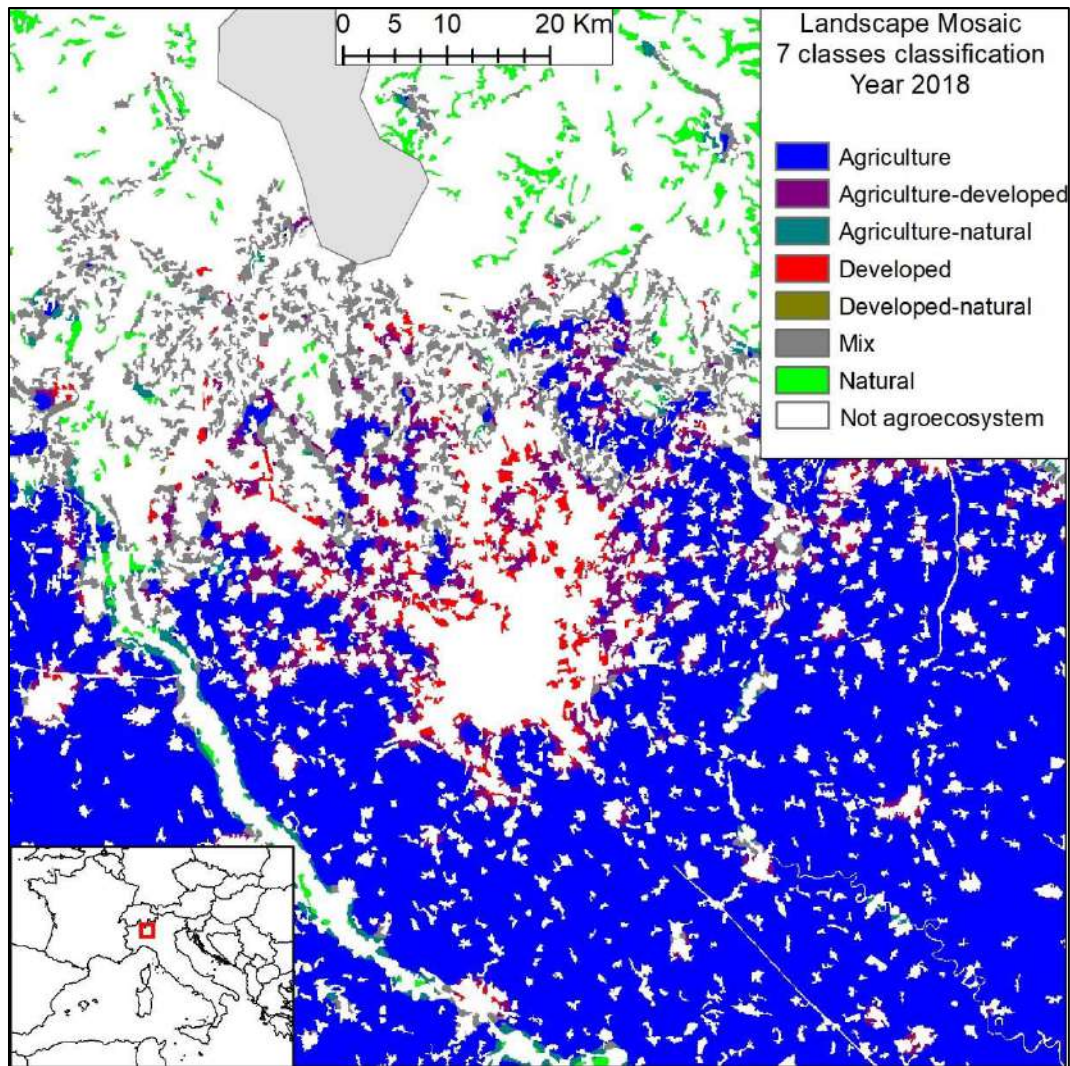 0 5 10 20 Km
Landscape Mosaic
7 classes classification
Year 2018
Agriculture
Agriculture-developed
Agriculture-natural
Developed
Developed-natural
Mix
Natural
Not agroecosystem